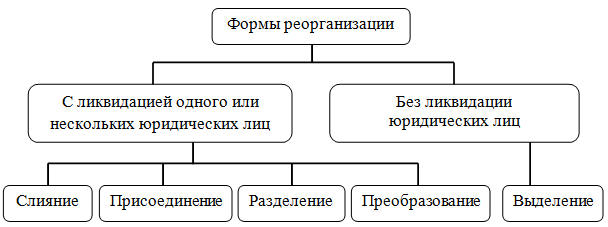 Формы реорганизации
С ликвидацией одного или
нескольких юридических лиц
Без ликвидации
юридических лиц
Слияние
Присоединение
Разделение
Преобразование
Выделение